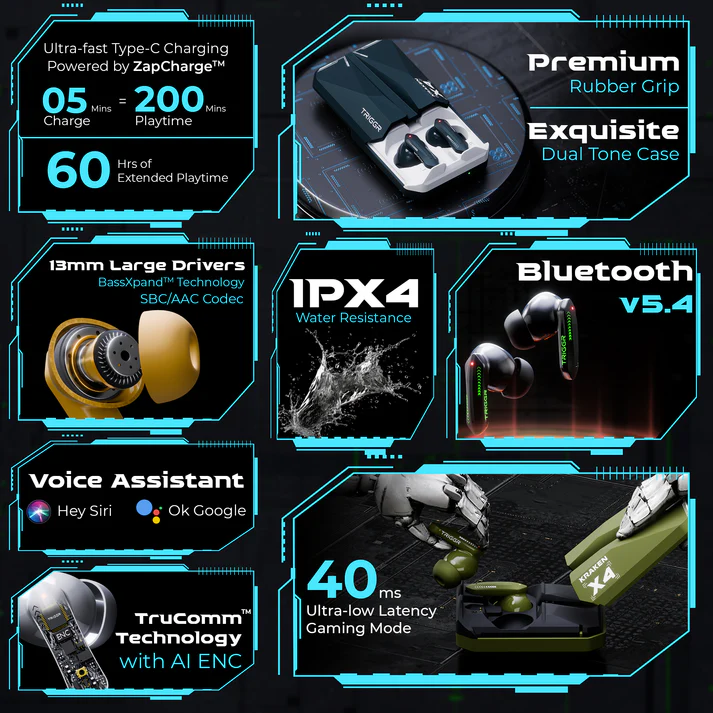 Ultra-fast Type-C Charging
Powered by ZapCharge™
05 Mins = 200 Mins
Charge Playtime
60 Hrs of
Extended Playtime
Premium
Rubber Grip
Exquisite
Dual Tone Case
TRIGGR
13mm Large Drivers
BassXpand™ Technology
SBC/AAC Codec
IPX4
Water Resistance
Bluetooth
v5.4
TRIGGR
TRIGGR
Voice Assistant
Hey Siri
Ok Google
TRIGGR
KRAKEN
X4
40 ms
Ultra-low Latency
Gaming Mode
ENC
TruComm™
Technology
with AI ENC